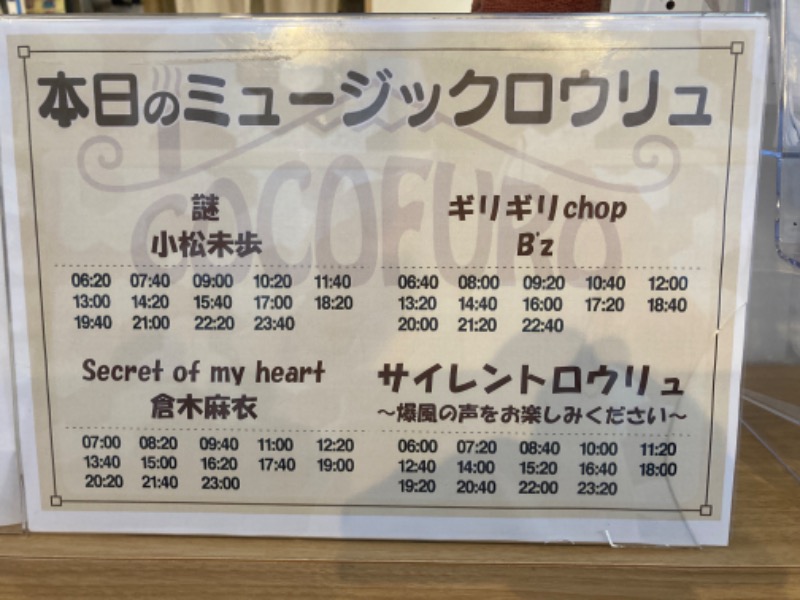 本日のミュージックロウリュ
COCOFURO
謎
小松未歩
06:20 07:40 09:00 10:20 11:40
13:00 14:20 15:40 17:00 18:20
19:40 21:00 22:20 23:40
ギリギリchop
B'z
06:40 08:00 09:20 10:40 12:00
13:20 14:40 16:00 17:20 18:40
20:00 21:20 22:40
Secret of my heart
倉木麻衣
07:00 08:20 09:40 11:00 12:20
13:40 15:00 16:20 17:40 19:00
20:20 21:40 23:00
サイレントロウリュ
～爆風の声をお楽しみください～
06:00 07:20 08:40 10:00 11:20
12:40 14:00 15:20 16:40 18:00
19:20 20:40 22:00 23:20